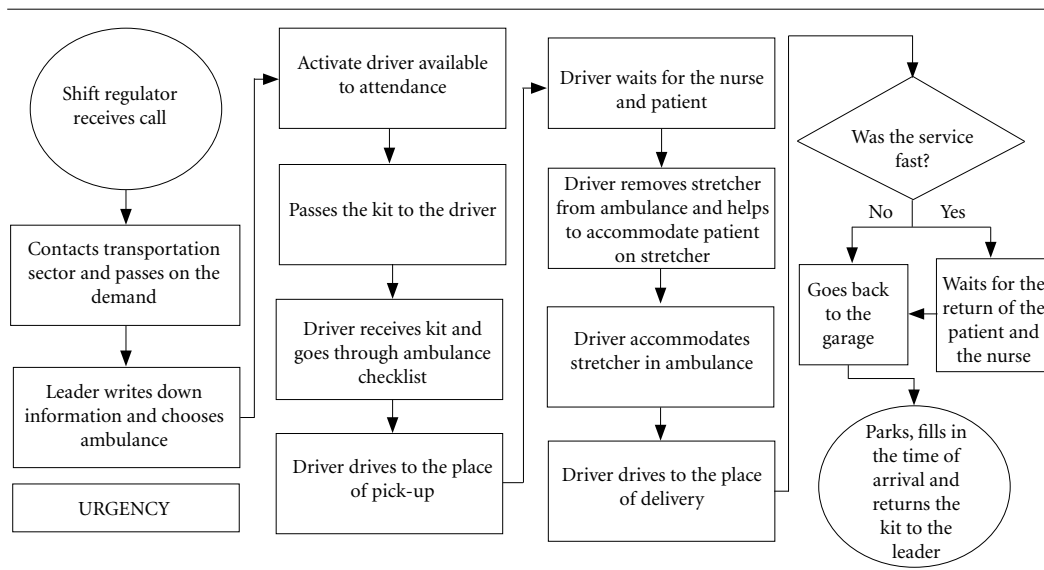 Shift regulator
receives call
Contacts transportation
sector and passes on the
demand
Leader writes down
information and chooses
ambulance
URGENCY
Activate driver available
to attendance
Passes the kit to the driver
Driver receives kit and
goes through ambulance
checklist
Driver drives to the place
of pick-up
Driver waits for the nurse
and patient
Driver removes stretcher
from ambulance and helps
to accommodate patient
on stretcher
Driver accommodates
stretcher in ambulance
Driver drives to the place
of delivery
Was the service
fast?
No
Yes
Goes back
to the
garage
Waits for the
return of the
patient and
the nurse
Parks, fills in
the time of
arrival and
returns the
kit to the
leader